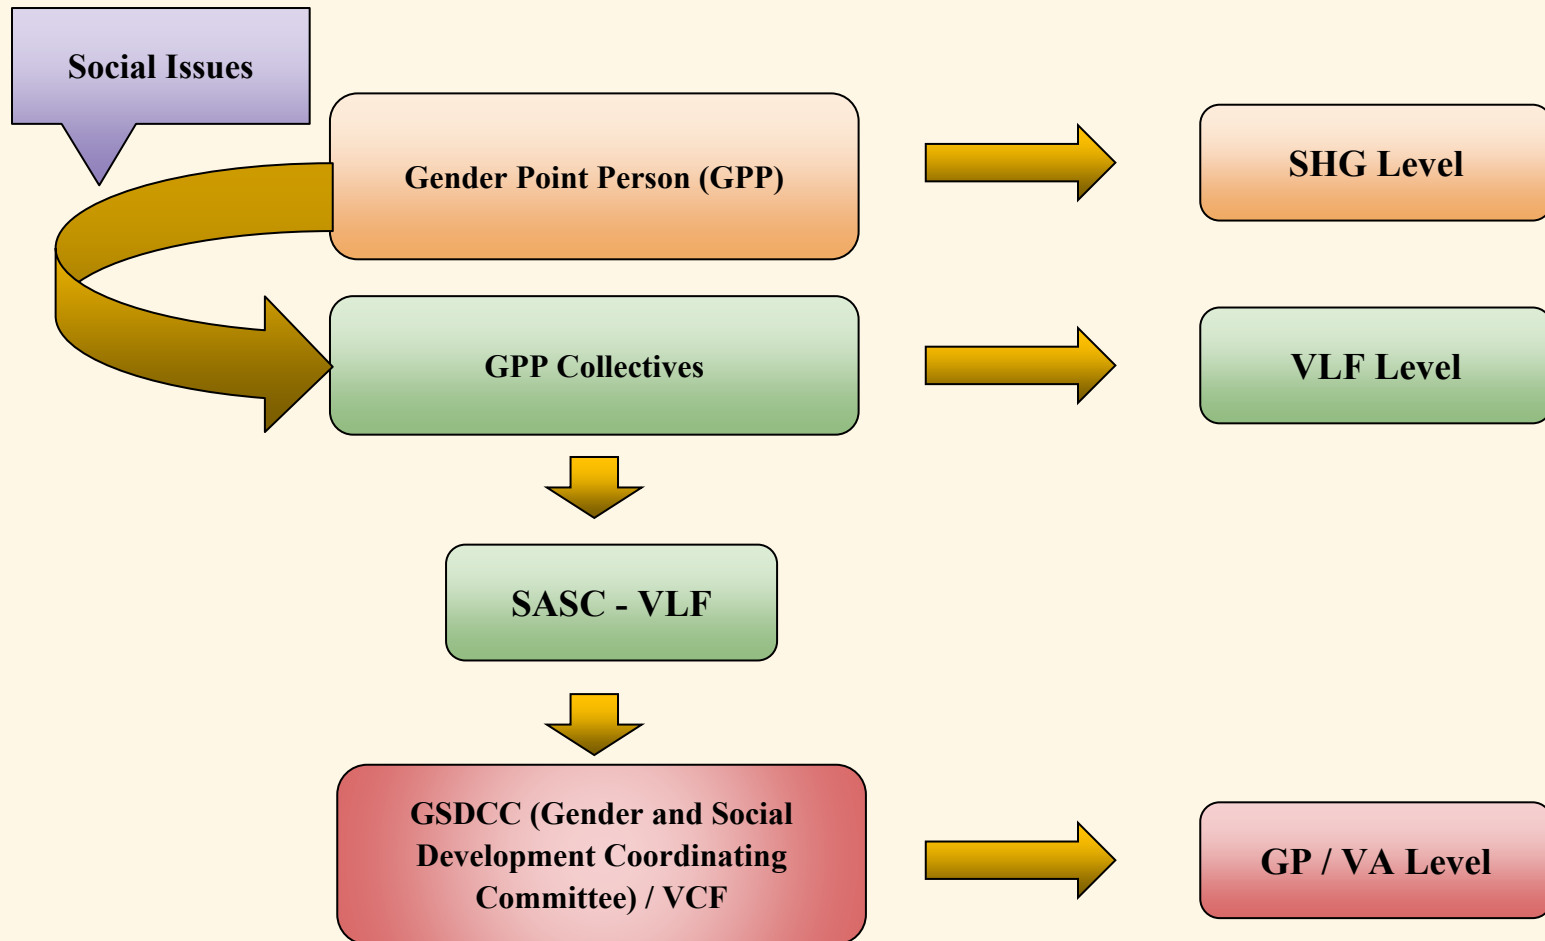 Social Issues
Gender Point Person (GPP)
SHG Level
GPP Collectives
VLF Level
SASC - VLF
GSDCC (Gender and Social
Development Coordinating
Committee) / VCF
GP / VA Level